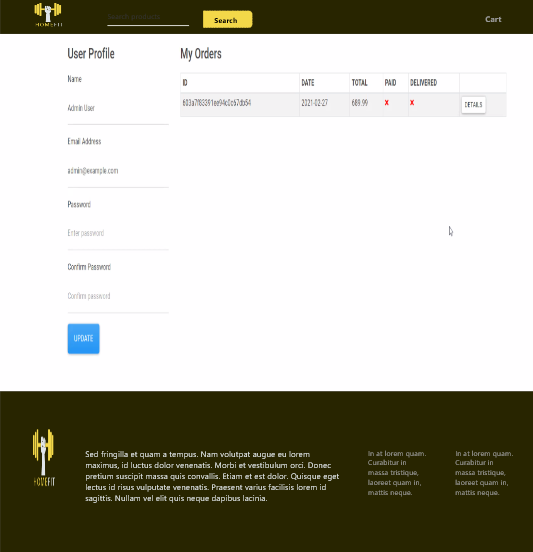 HOMEFIT
Search products...
Search
Cart
User Profile
My Orders
Name
Admin User
Email Address
admin@example.com
Password
Enter password
Confirm Password
Confirm password
UPDATE
ID DATE TOTAL PAID DELIVERED
603a7f83391ee94c0c67db54 2021-02-27 689.99 X X DETAILS
HOMEFIT
Sed fringilla et quam a tempus. Nam volutpat augue eu lorem
maximus, id luctus dolor venenatis. Morbi et vestibulum orci. Donec
pretium suscipit massa quis convallis. Etiam et est dolor. Quisque eget
lectus id risus vulputate venenatis. Praesent varius facilisis lorem id
sagittis. Nullam vel elit quis neque dapibus lacinia.
In at lorem quam.
Curabitur in
massa tristique,
laoreet quam in,
mattis neque.
In at lorem quam.
Curabitur in
massa tristique,
laoreet quam in,
mattis neque.